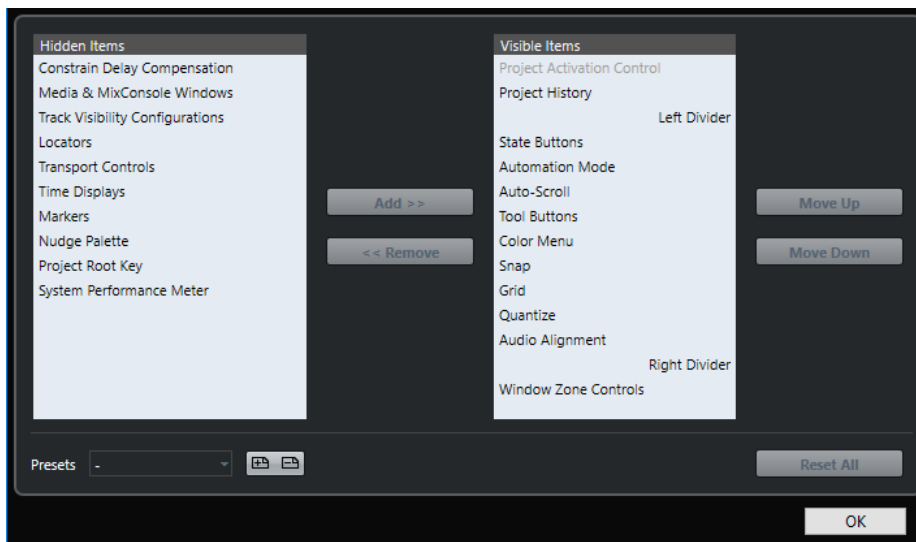 Hidden Items
Constrain Delay Compensation
Media & MixConsole Windows
Track Visibility Configurations
Locators
Transport Controls
Time Displays
Markers
Nudge Palette
Project Root Key
System Performance Meter
Add >>
<< Remove
Visible Items
Project Activation Control
Project History
Left Divider
State Buttons
Automation Mode
Auto-Scroll
Tool Buttons
Color Menu
Snap
Grid
Quantize
Audio Alignment
Right Divider
Window Zone Controls
Move Up
Move Down
Presets -
Reset All
OK